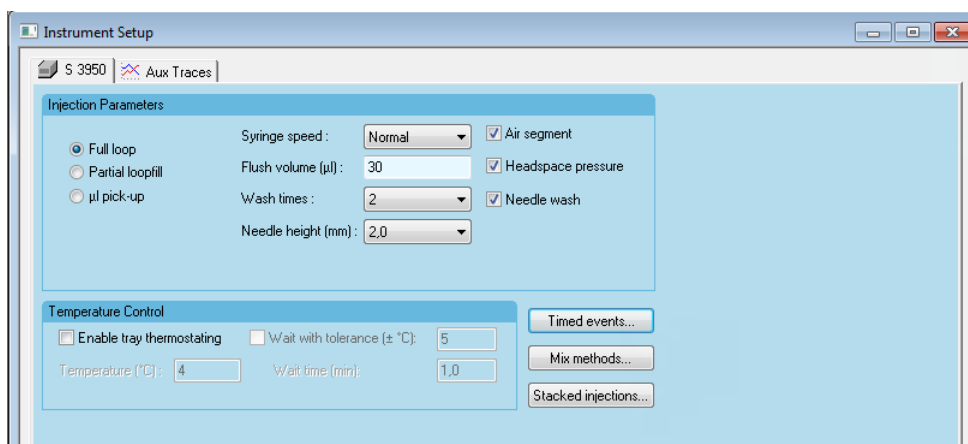 Instrument Setup
S 3950 Aux Traces
Injection Parameters
Full loop
Partial loopfill
µl pick-up
Syringe speed : Normal
Flush volume (µl) : 30
Wash times : 2
Needle height (mm) : 2,0
Air segment
Headspace pressure
Needle wash
Temperature Control
Enable tray thermostating Wait with tolerance (± °C): 5
Temperature (°C) : 4 Wait time (min): 1,0
Timed events...
Mix methods...
Stacked injections...